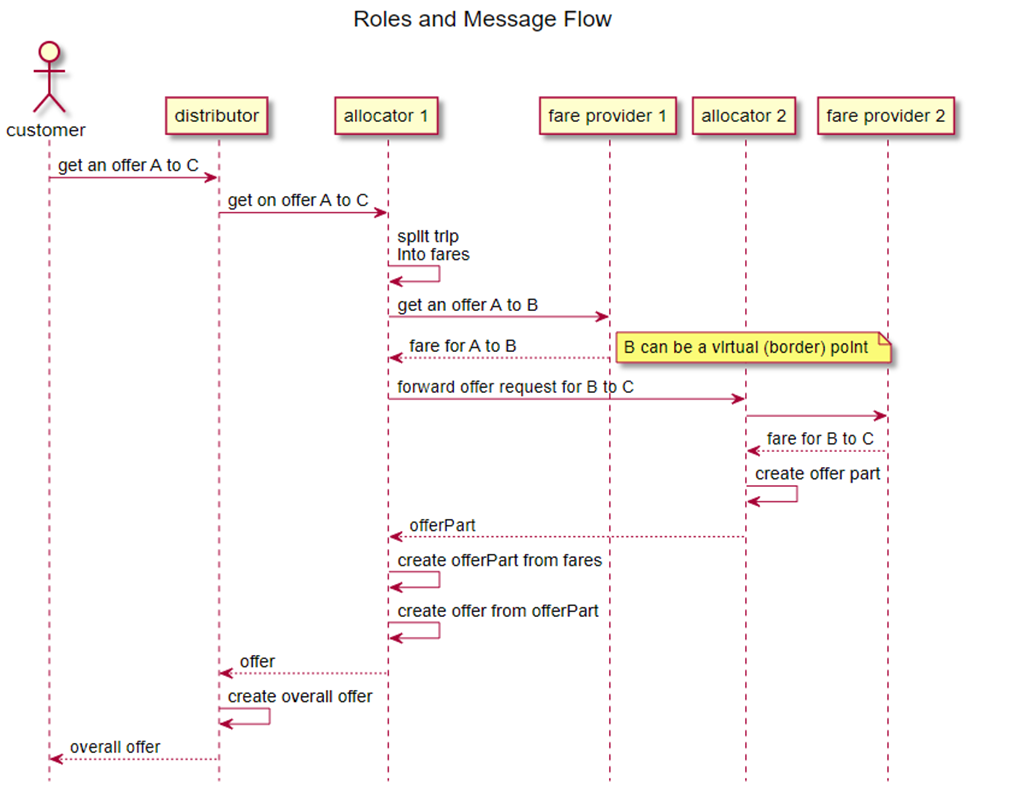 Roles and Message Flow
customer
distributor
allocator 1
fare provider 1
allocator 2
fare provider 2
get an offer A to C
get on offer A to C
split trip
into fares
get an offer A to B
fare for A to B
B can be a virtual (border) point
forward offer request for B to C
fare for B to C
create offer part
offerPart
create offerPart from fares
create offer from offerPart
offer
create overall offer
overall offer